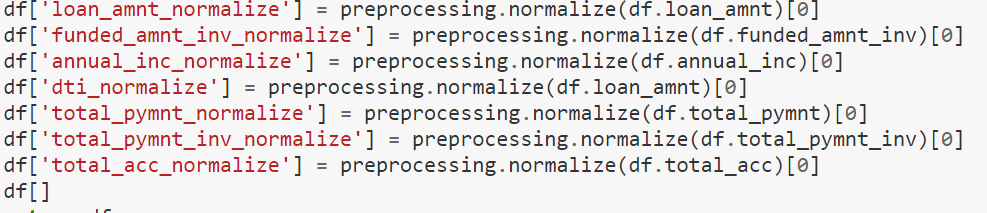 df['loan_amnt_normalize'] = preprocessing.normalize(df.loan_amnt)[0]
df['funded_amnt_inv_normalize'] = preprocessing.normalize(df.funded_amnt_inv)[0]
df['annual_inc_normalize'] = preprocessing.normalize(df.annual_inc)[0]
df['dti_normalize'] = preprocessing.normalize(df.loan_amnt)[0]
df['total_pymnt_normalize'] = preprocessing.normalize(df.total_pymnt)[0]
df['total_pymnt_inv_normalize'] = preprocessing.normalize(df.total_pymnt_inv)[0]
df['total_acc_normalize'] = preprocessing.normalize(df.total_acc)[0]
df[]